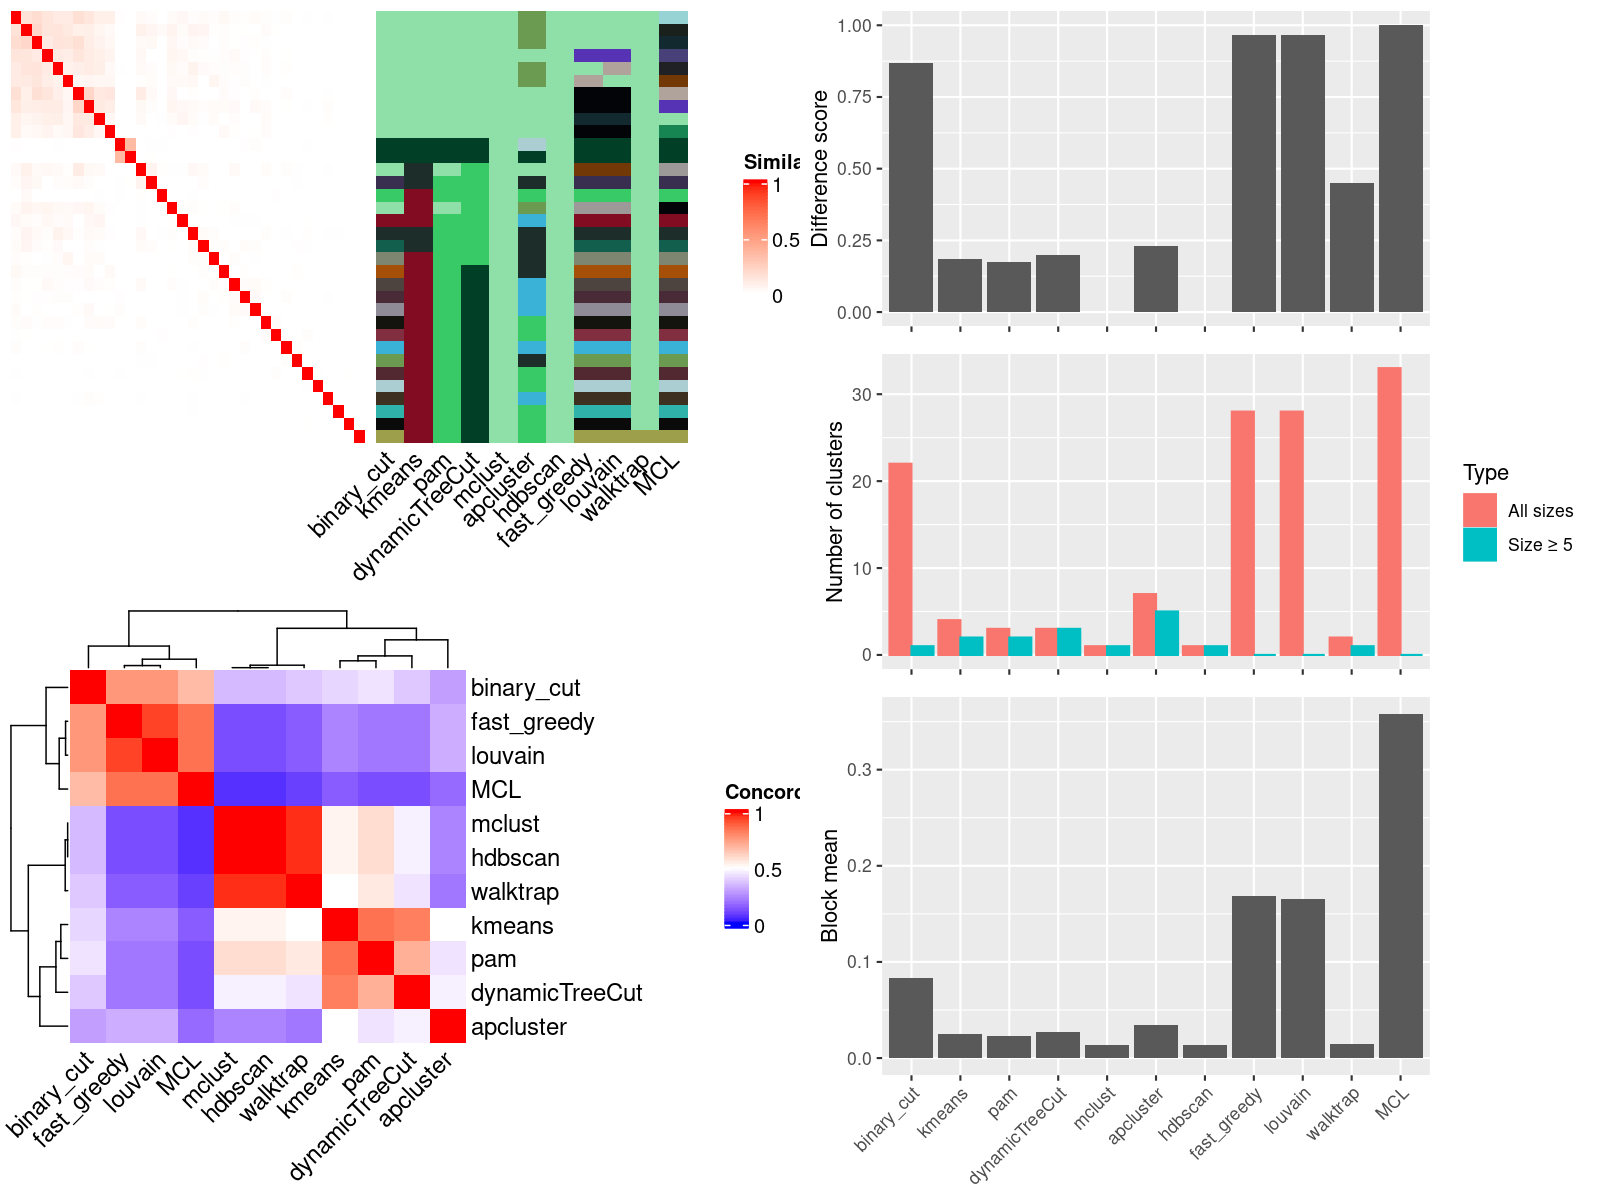 Simila
1
0.5
0
binary_cut
kmeans
pam
dynamicTreeCut
mclust
apcluster
hdbscan
fast_greedy
louvain
walktrap
MCL
binary_cut
fast_greedy
louvain
MCL
mclust
hdbscan
walktrap
kmeans
pam
dynamicTreeCut
apcluster
binary_cut
fast_greedy
louvain
MCL
mclust
hdbscan
walktrap
kmeans
pam
dynamicTreeCut
apcluster
Concord
1
0.5
0
Difference score
1.00
0.75
0.50
0.25
0.00
Number of clusters
30
20
10
0
Type
All sizes
Size ≥ 5
Block mean
0.3
0.2
0.1
0.0
binary_cut
kmeans
pam
dynamicTreeCut
mclust
apcluster
hdbscan
fast_greedy
louvain
walktrap
MCL